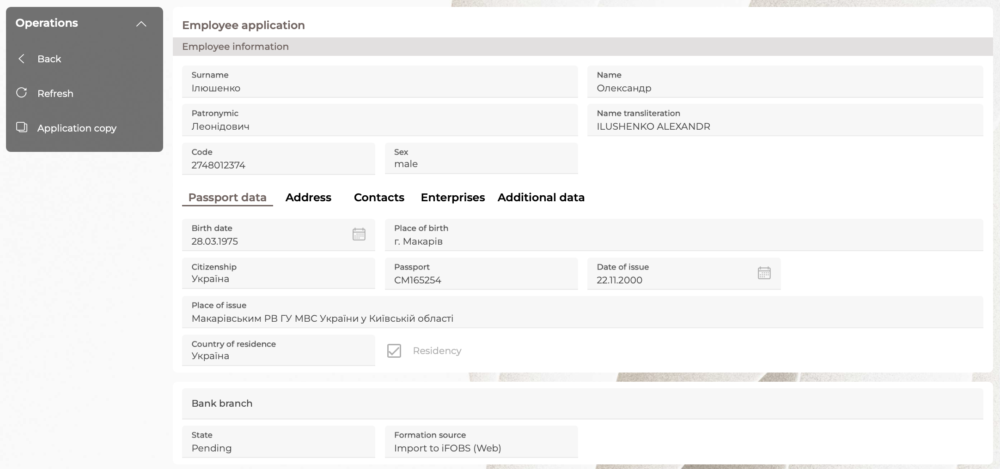 Operations
Back
Refresh
Application copy
Employee application
Employee information
Surname
Ілюшенко
Name
Олександр
Patronymic
Леонідович
Name transliteration
ILUSHENKO ALEXANDR
Code
2748012374
Sex
male
Passport data Address Contacts Enterprises Additional data
Birth date
28.03.1975
Place of birth
г. Макарів
Citizenship
Україна
Passport
СМ165254
Date of issue
22.11.2000
Place of issue
Макарівським РВ ГУ МВС України у Київській області
Country of residence
Україна
Residency
Bank branch
State
Pending
Formation source
Import to iFOBS (Web)